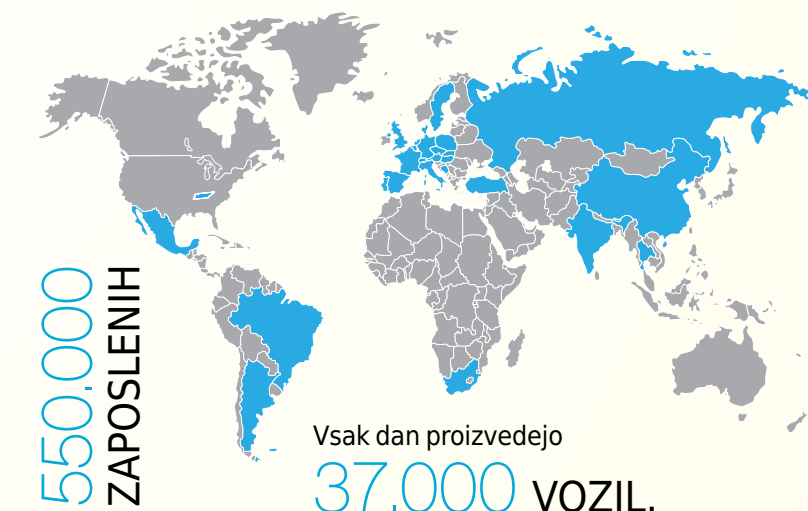 550.000
ZAPOSLENIH
Vsak dan proizvedejo
37.000 VOZIL.